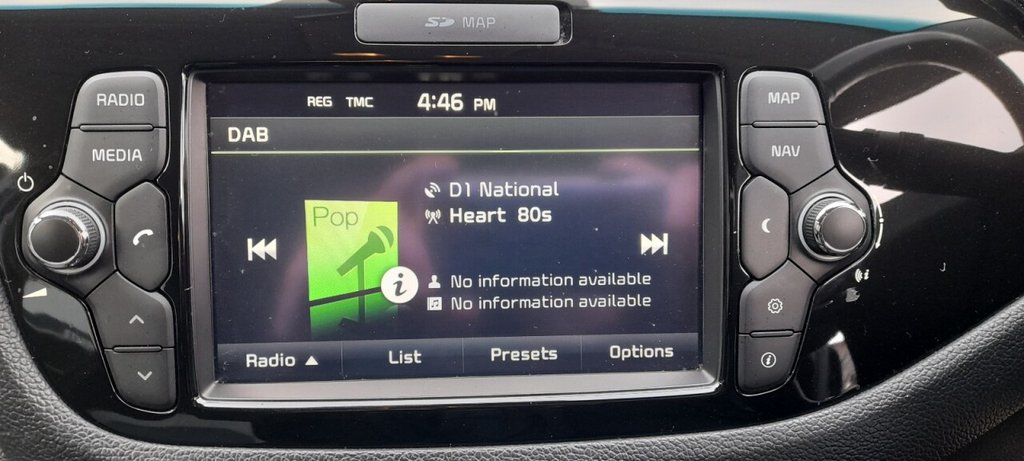 SD MAP
RADIO
MEDIA
REG TMC 4:46 PM
DAB
Pop
D1 National
Heart 80s
i
No information available
No information available
Radio ▲ List Presets Options
MAP
NAV
i